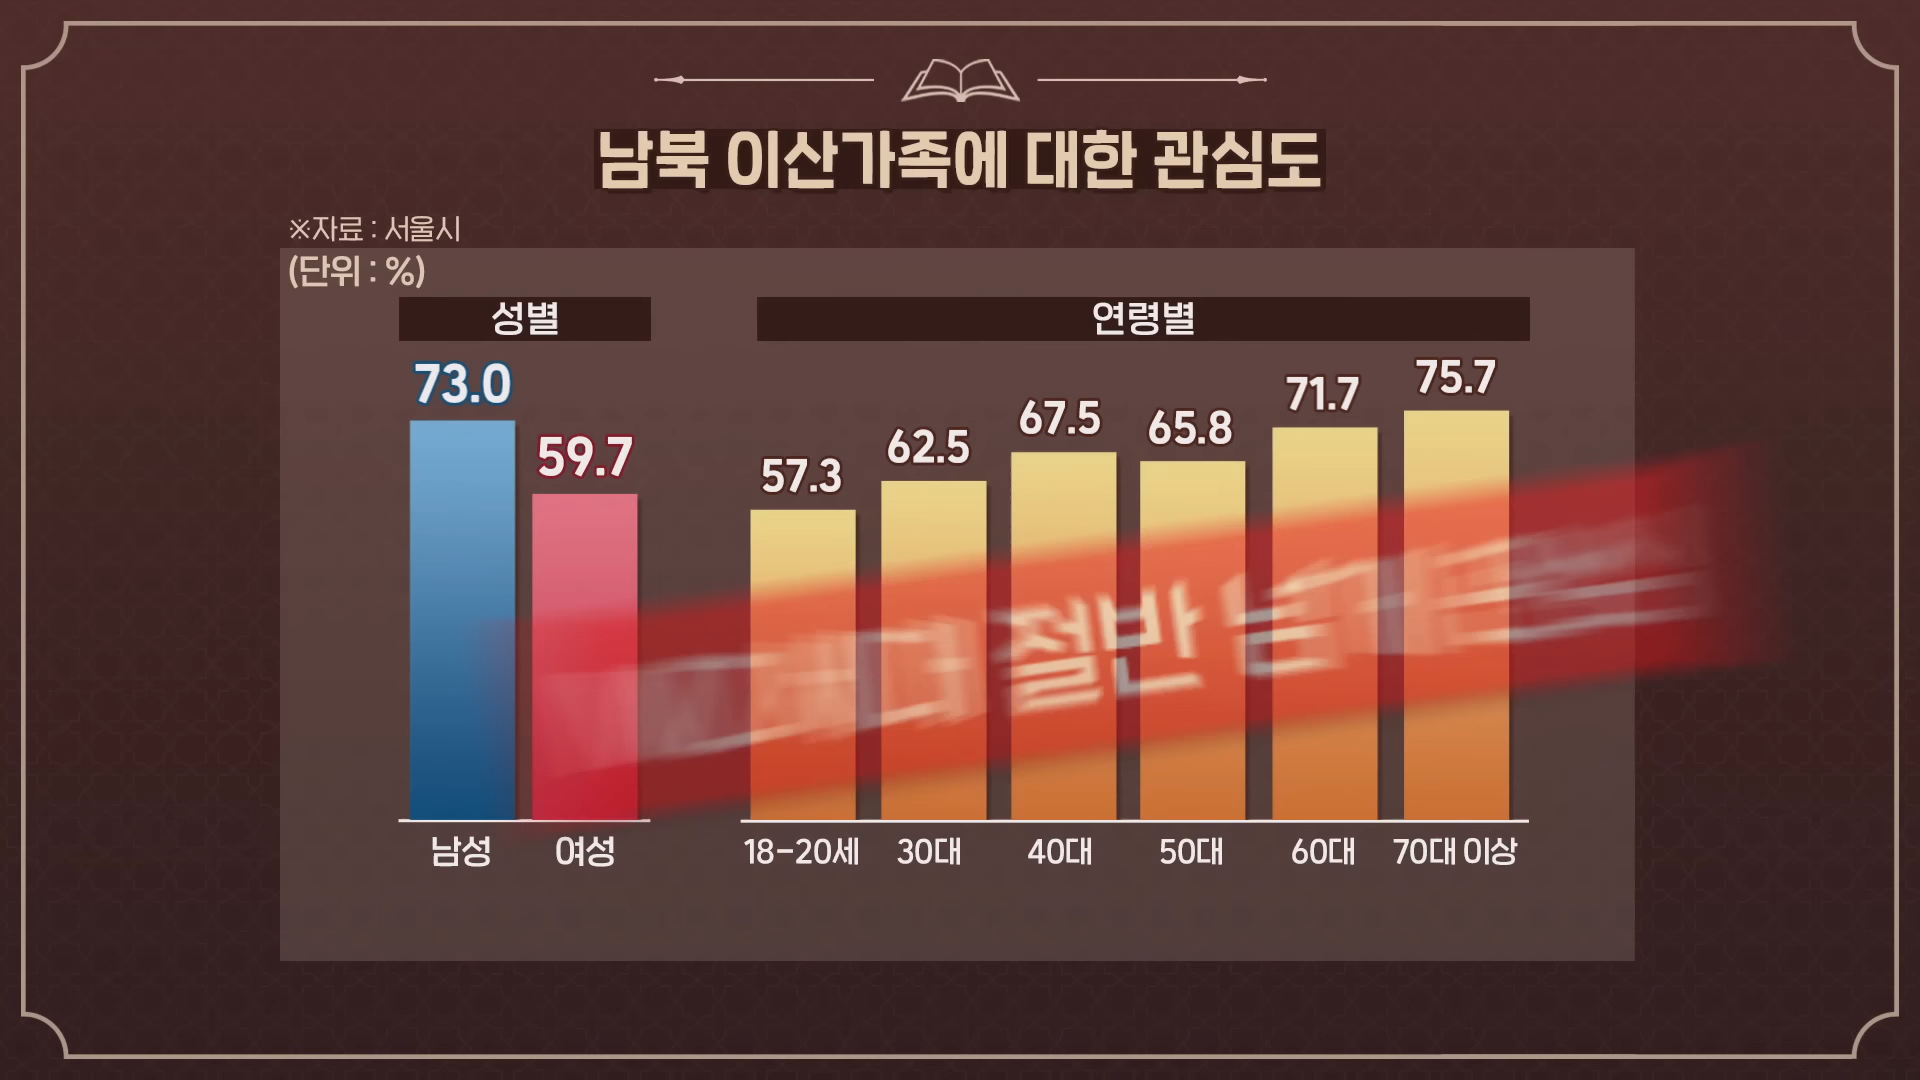 남북 이산가족에 대한 관심도
※자료 : 서울시
(단위 : %)
성별
연령별
73.0
59.7
57.3
62.5
67.5
65.8
71.7
75.7
절반
남성
여성
18-20세
30대
40대
50대
60대
70대 이상